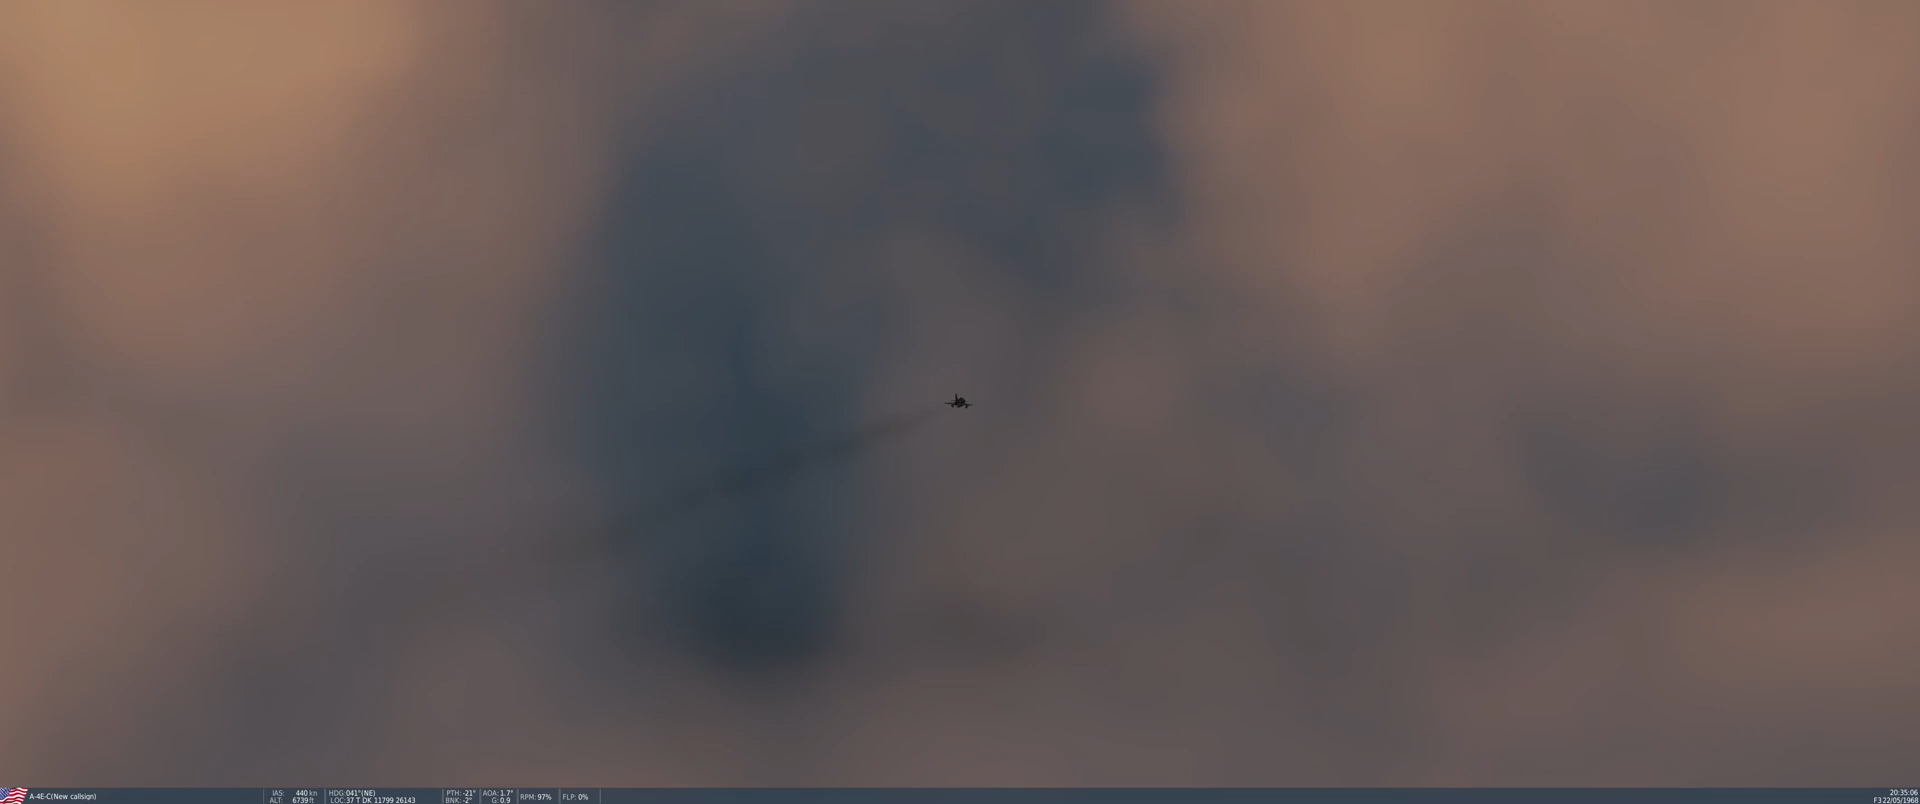 A-4E-C(New callsign)
IAS: 440 kn
ALT: 6739 ft
HDG: 041°(NE)
LOC: 37 T DK 11799 26143
PTH: -21°
BNK: -2°
AOA: 1.7°
G: 0.9
RPM: 97%
FLP: 0%
20:35:06
F3 22/05/1968